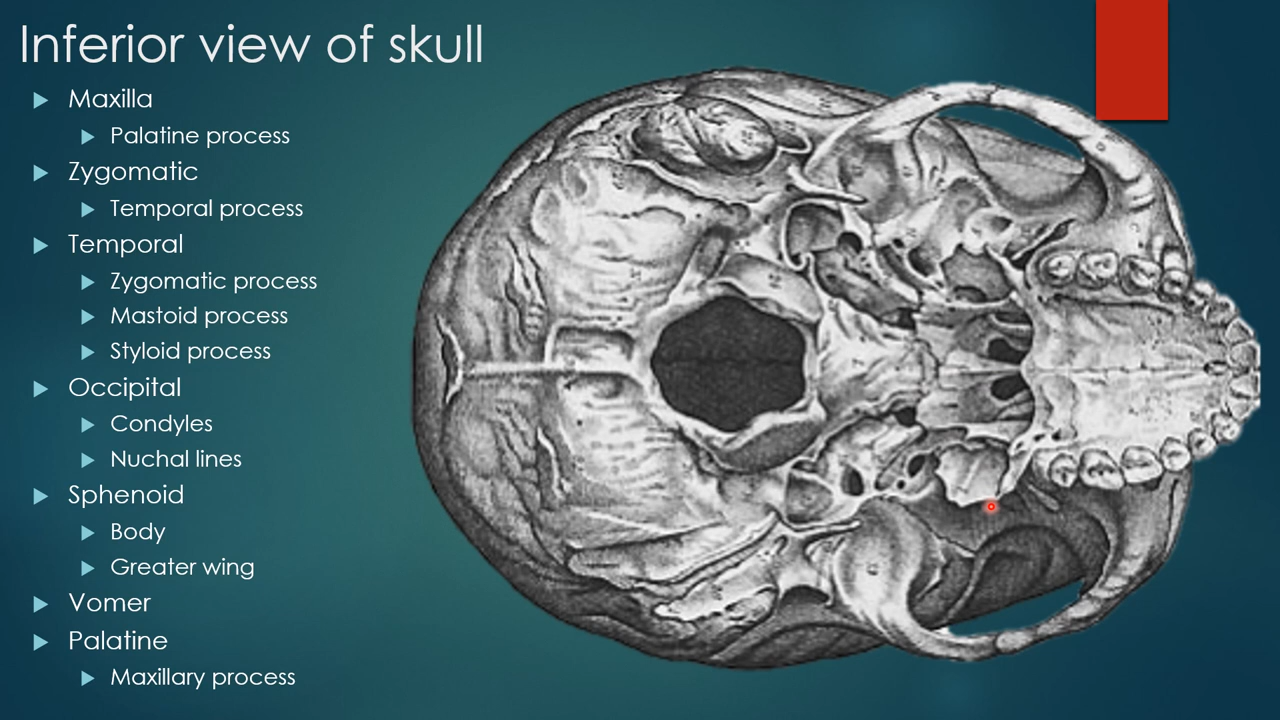 Inferior view of skull
Maxilla
Palatine process
Zygomatic
Temporal process
Temporal
Zygomatic process
Mastoid process
Styloid process
Occipital
Condyles
Nuchal lines
Sphenoid
Body
Greater wing
Vomer
Palatine
Maxillary process